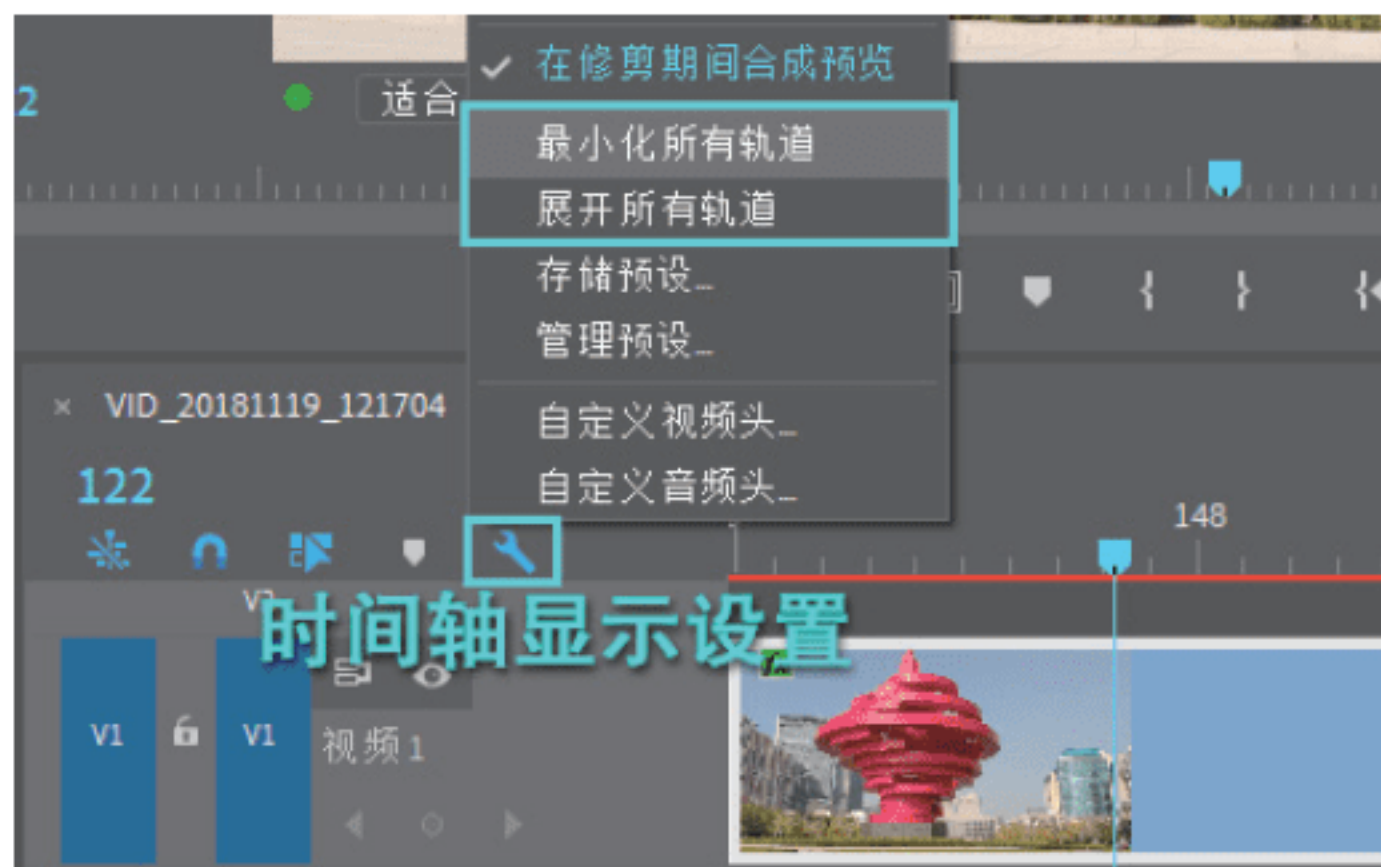 在修剪期间合成预览
2
适合
最小化所有轨道
展开所有轨道
存储预设...
管理预设...
× VID_20181119_121704
自定义视频头...
122
自定义音频头...
148
时间轴显示设置
V1
V1
视频1